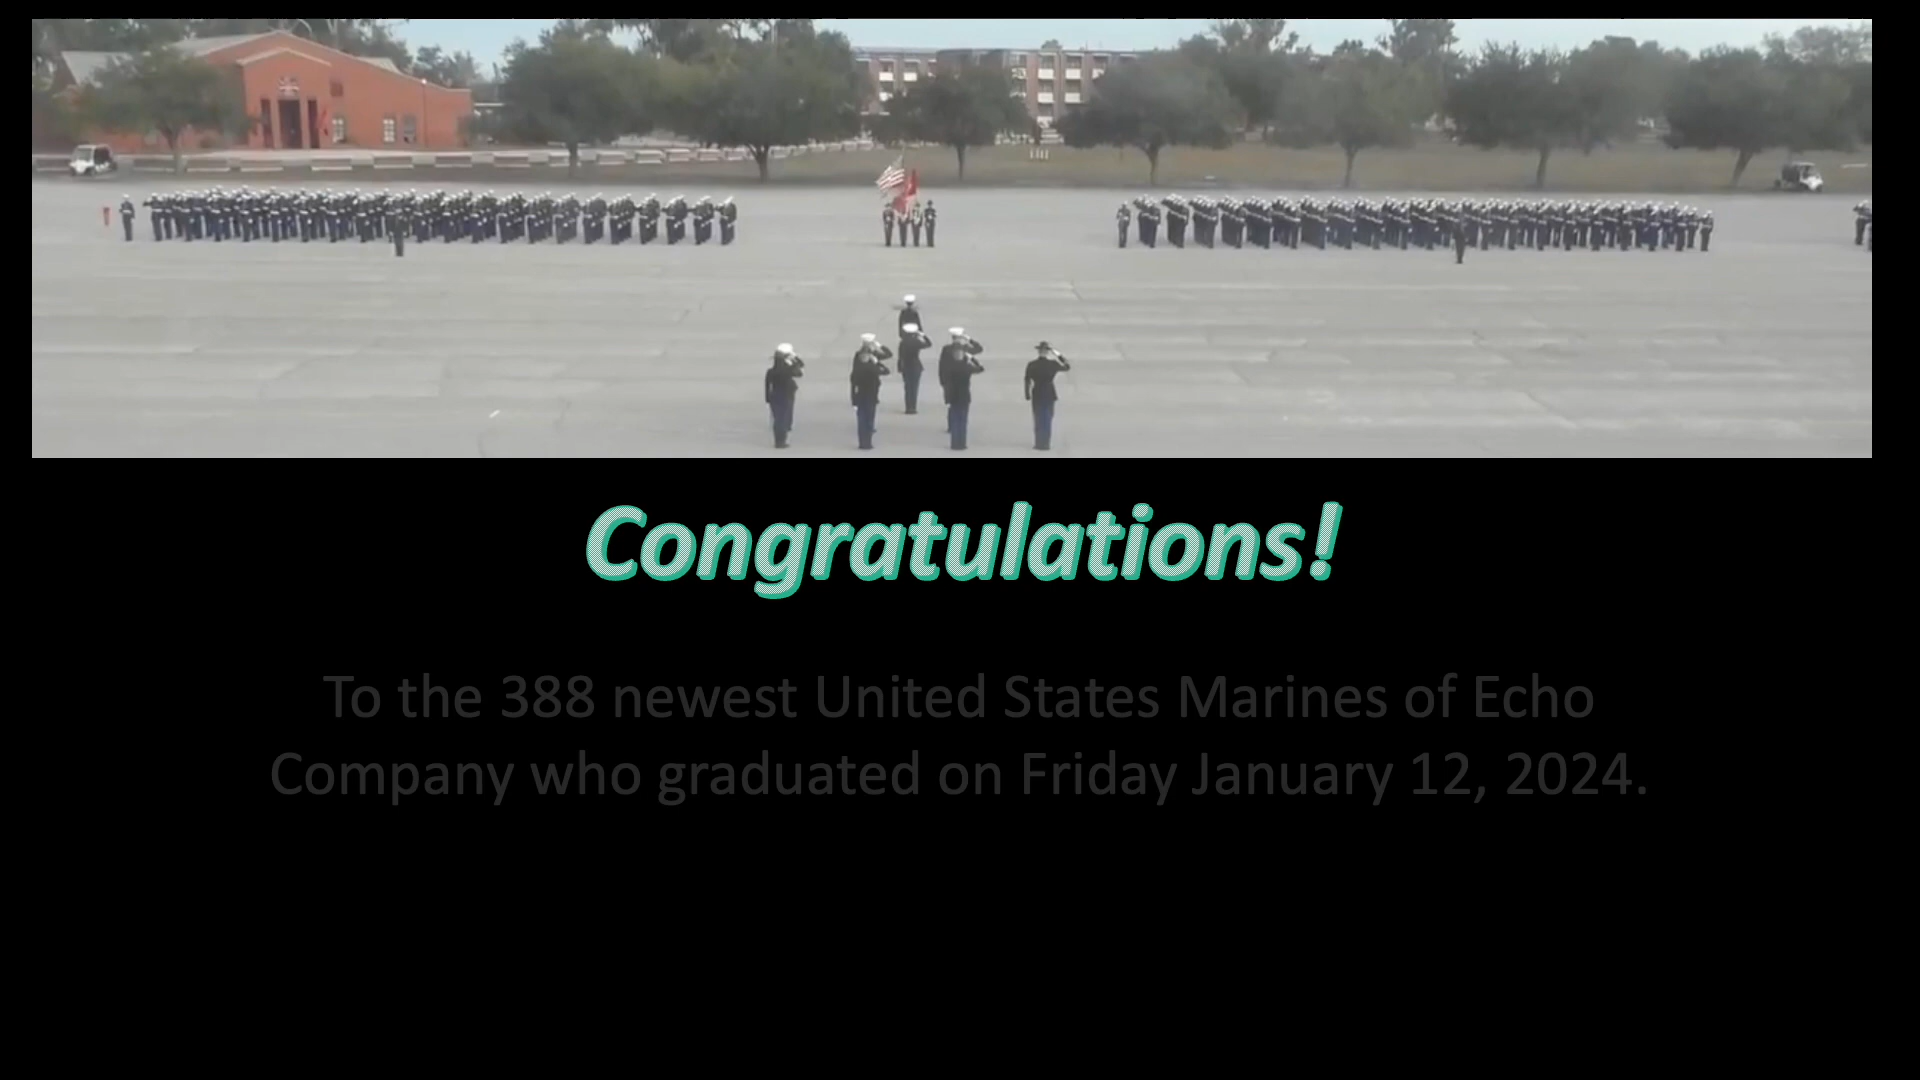 Congratulations!
To the 388 newest United States Marines of Echo
Company who graduated on Friday January 12, 2024.